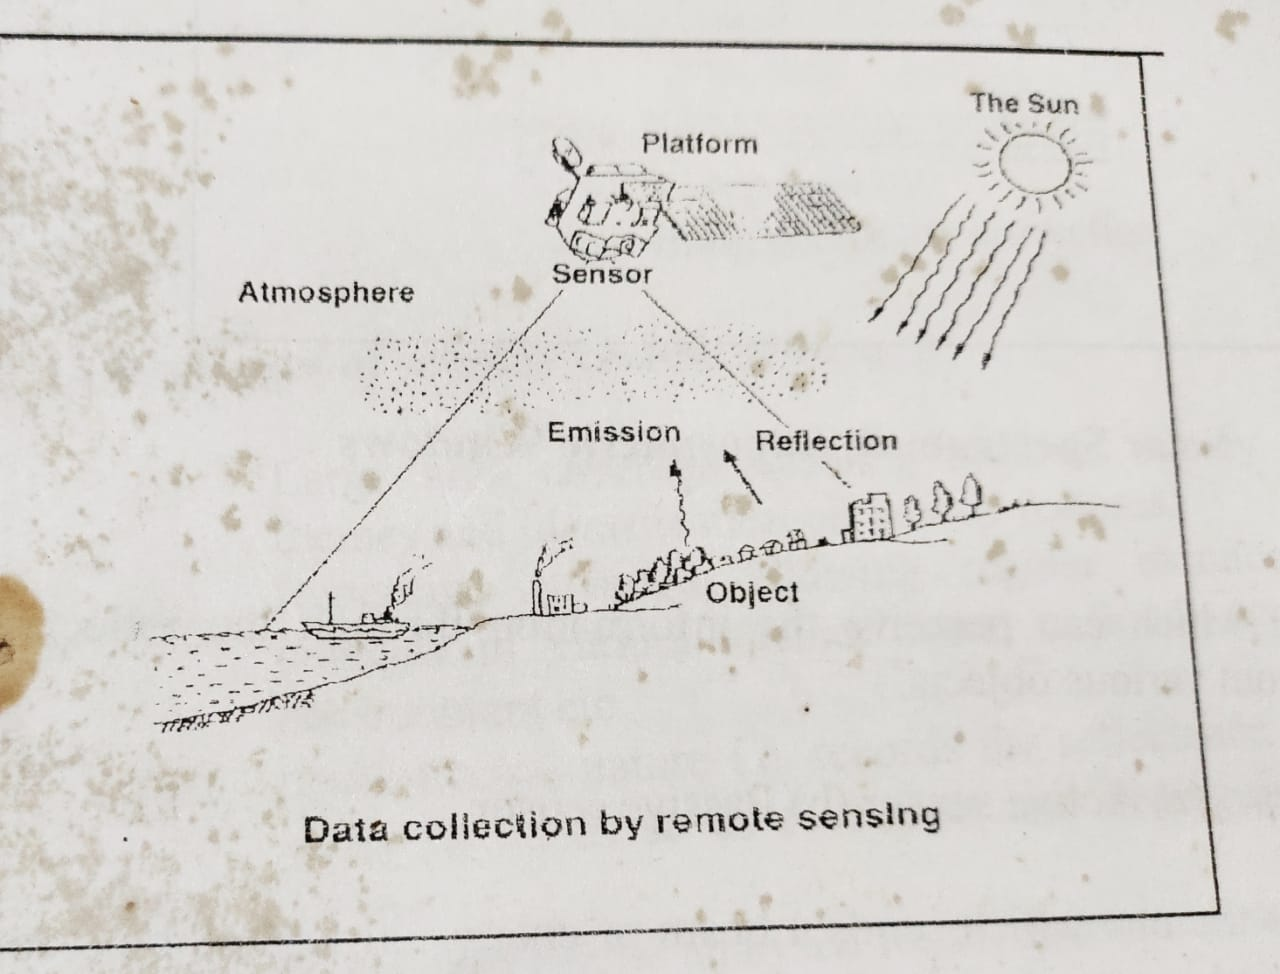 The Sun
Platform
Sensor
Atmosphere
Emission
Reflection
Object
Data collection by remote sensing